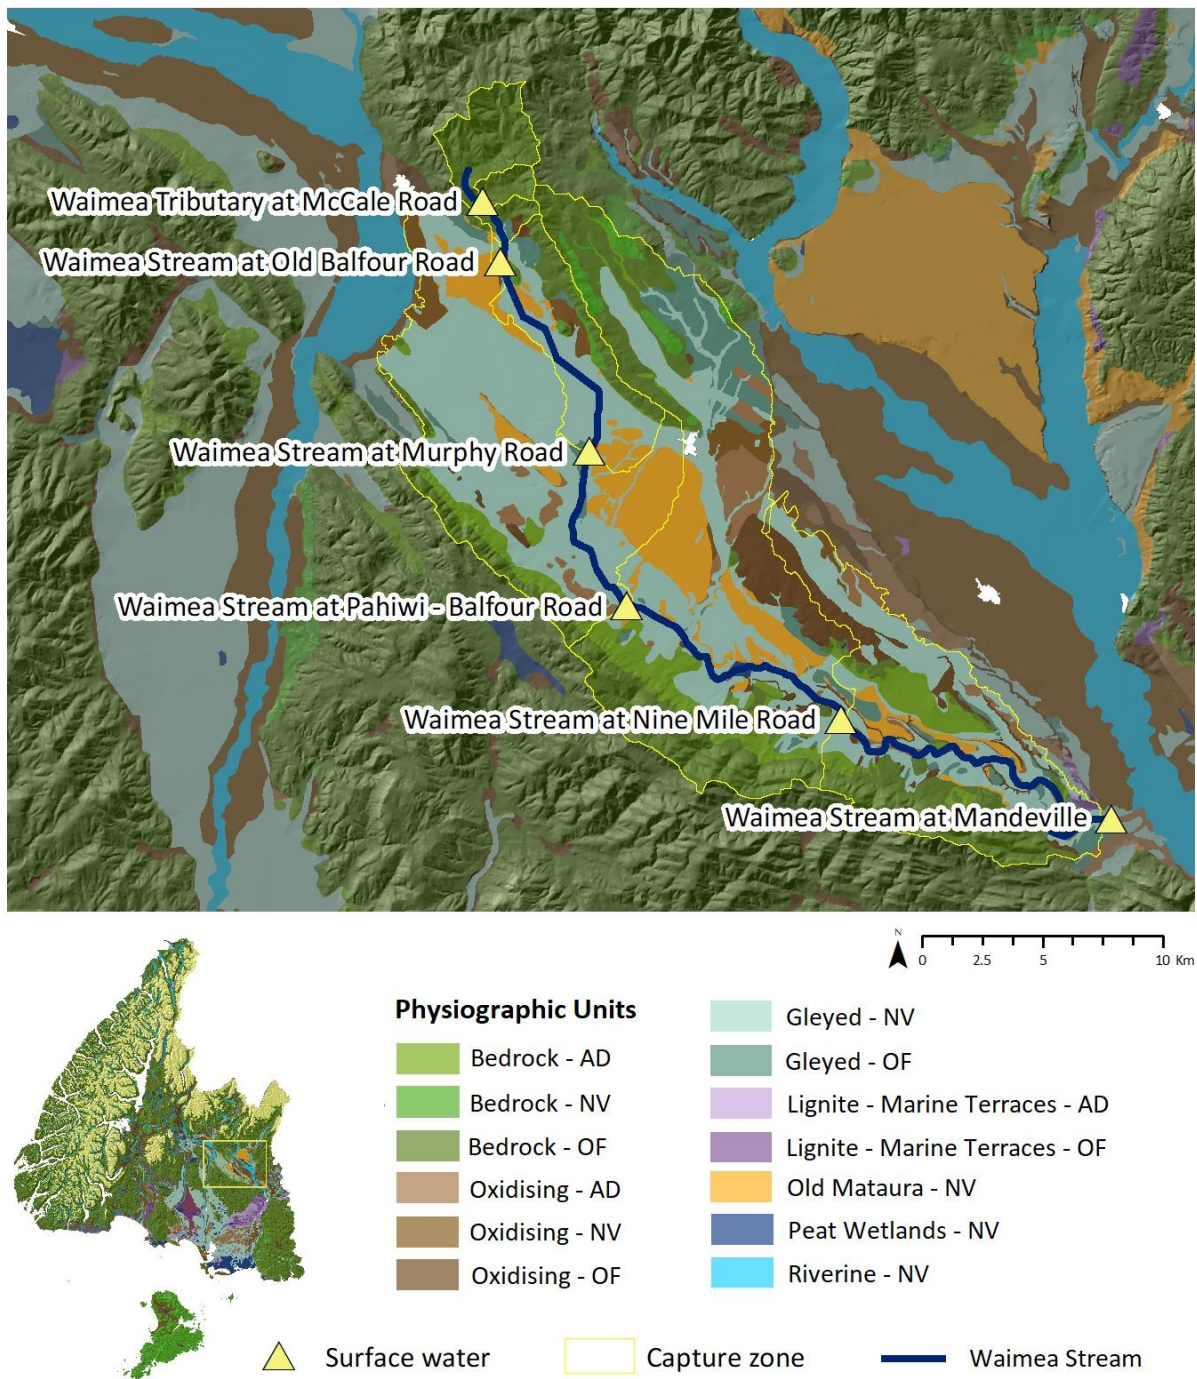 Waimea Tributary at McCale Road
Waimea Stream at Old Balfour Road
Waimea Stream at Murphy Road
Waimea Stream at Pahiwi - Balfour Road
Waimea Stream at Nine Mile Road
Waimea Stream at Mandeville
N
0 2.5 5 10 Km
Physiographic Units
Bedrock - AD
Bedrock - NV
Bedrock - OF
Oxidising - AD
Oxidising - NV
Oxidising - OF
Gleyed - NV
Gleyed - OF
Lignite - Marine Terraces - AD
Lignite - Marine Terraces - OF
Old Mataura - NV
Peat Wetlands - NV
Riverine - NV
Surface water
Capture zone
Waimea Stream